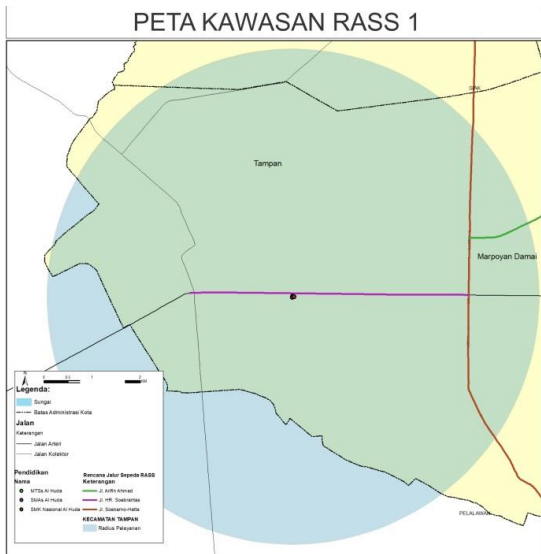 PETA KAWASAN RASS 1
Tampan
Marpoyan Damai
PELALAWAN
N
Legenda:
Sungai
Batas Administrasi Kota
Jalan
Keterangan
Jalan Arteri
Jalan Kolektor
Pendidikan
Nama
MTSs Al Huda
SMAs Al Huda
SMK Nasional Al Huda
Rencana Jalur Sepeda RASS
Keterangan
Jl. Arifin Ahmad
Jl. HR. Soebrantas
Jl. Soekarno-Hatta
KECAMATAN TAMPAN
Radius Pelayanan